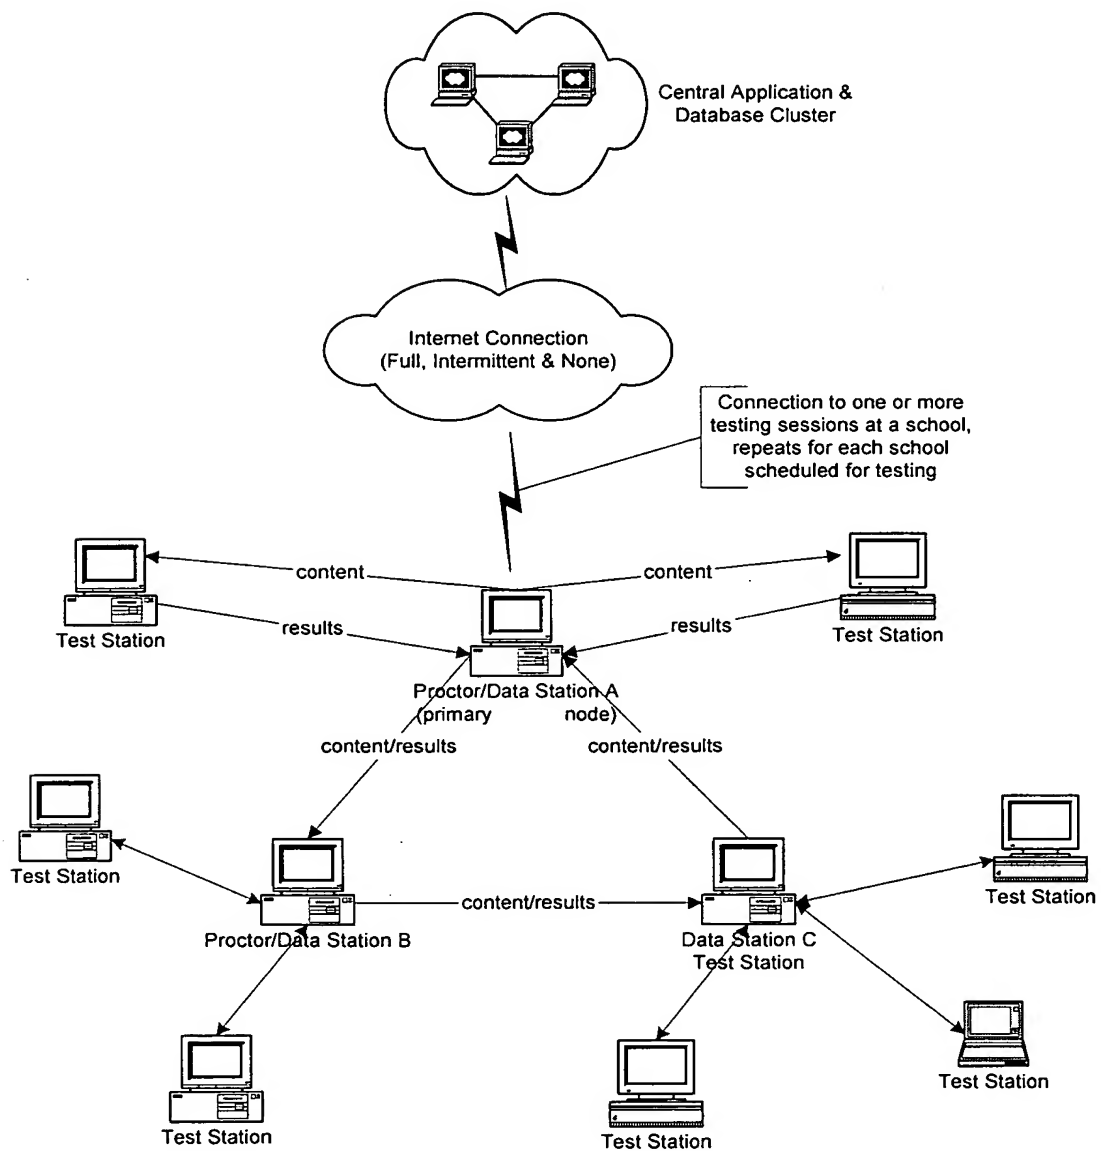 Central Application &
Database Cluster
Internet Connection
(Full, Intermittent & None)
Connection to one or more
testing sessions at a school,
repeats for each school
scheduled for testing
content
content
Test Station
results
results
Test Station
Proctor/Data Station A
(primary node)
content/results
content/results
Test Station
Test Station
content/results
Proctor/Data Station B
Data Station C
Test Station
Test Station
Test Station
Test Station